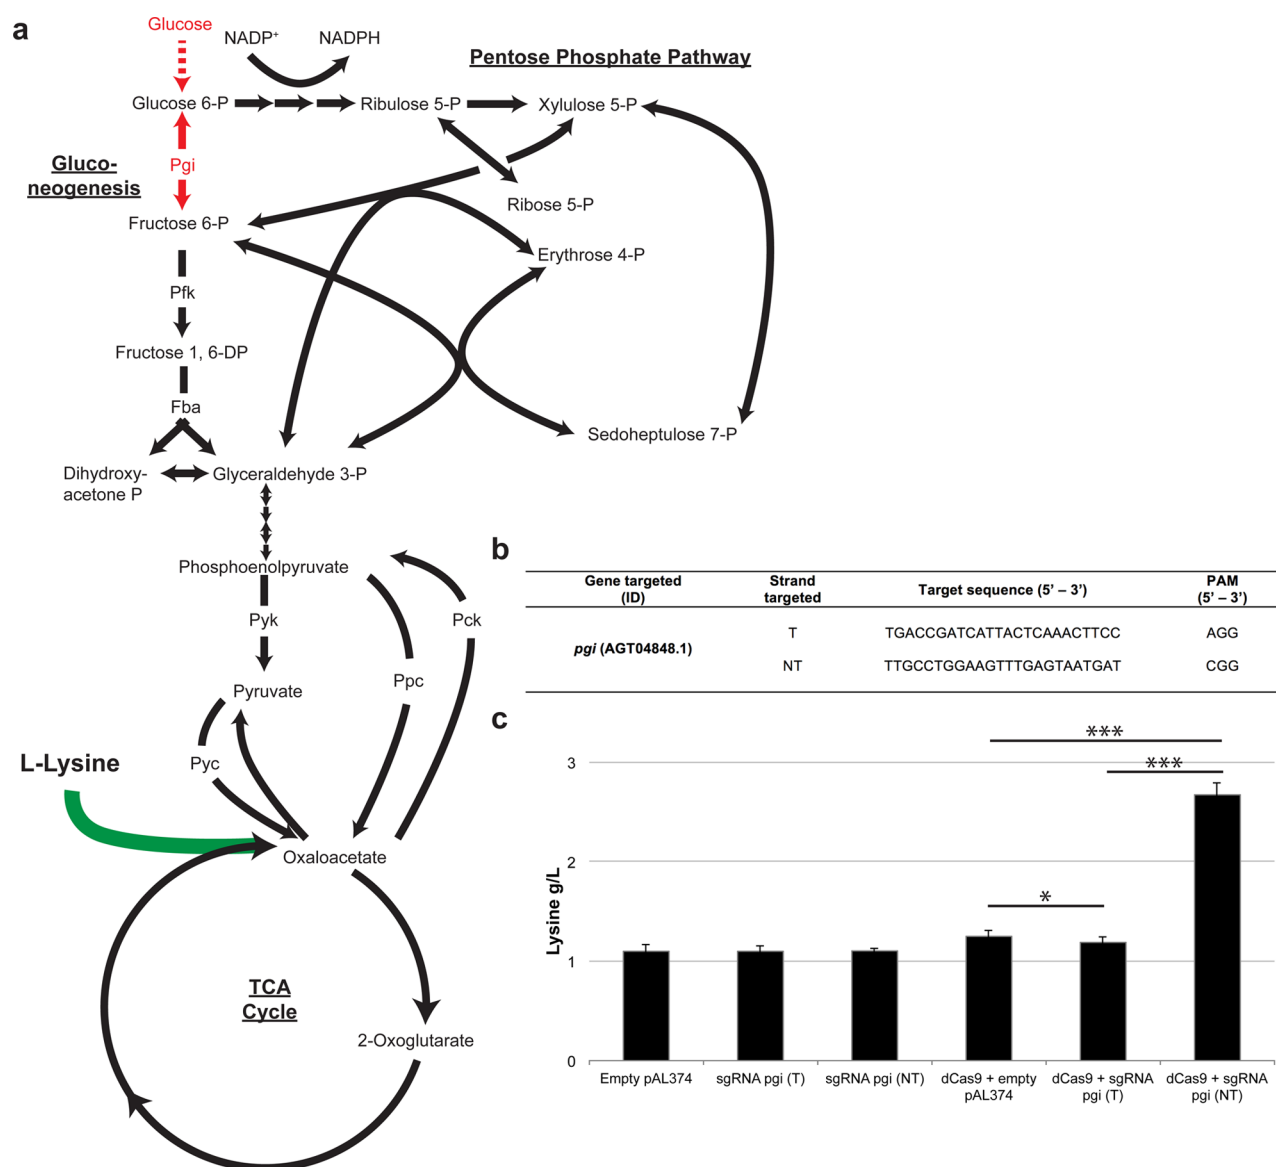 a
Glucose
NADP⁺ NADPH
Pentose Phosphate Pathway
Glucose 6-P Ribulose 5-P Xylulose 5-P
Gluco-
neogenesis
Pgi
Ribose 5-P
Fructose 6-P
Erythrose 4-P
Pfk
Fructose 1, 6-DP
Fba
Sedoheptulose 7-P
Dihydroxy-
acetone P
Glyceraldehyde 3-P
Phosphoenolpyruvate
Pyk
Pck
Ppc
Pyruvate
L-Lysine
Pyc
Oxaloacetate
TCA
Cycle
2-Oxoglutarate
b
Gene targeted
(ID)
Strand
targeted
Target sequence (5’ – 3’)
PAM
(5’ – 3’)
pgi (AGT04848.1)
T TGACCGATCATTACTCAAACTTCC AGG
NT TTGCCTGGAAGTTTGAGTAATGAT CGG
c
***
***
*
Lysine g/L
3
2
1
0
Empty pAL374
sgRNA pgi (T)
sgRNA pgi (NT)
dCas9 + empty
pAL374
dCas9 + sgRNA
pgi (T)
dCas9 + sgRNA
pgi (NT)